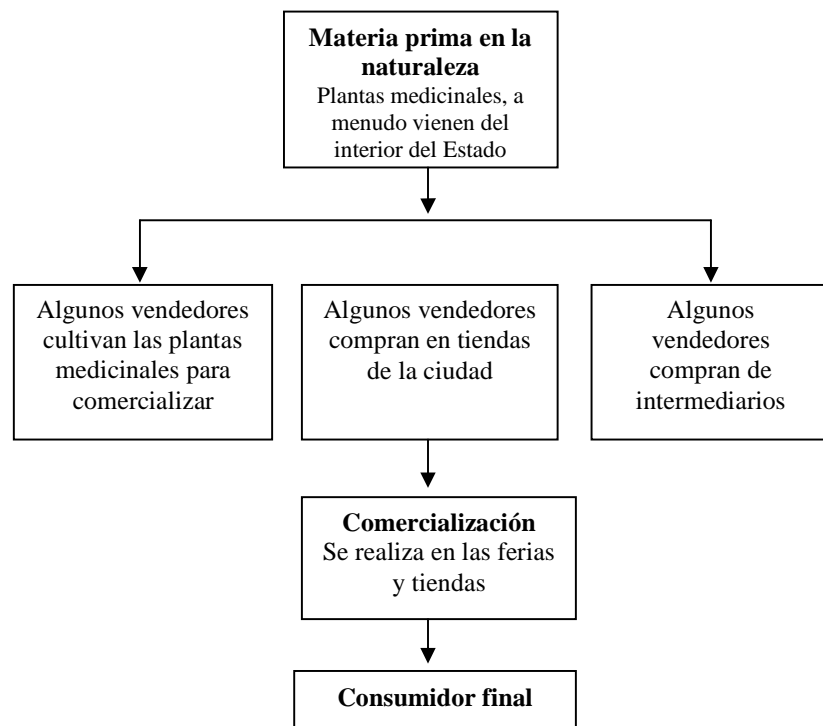 Materia prima en la
naturaleza
Plantas medicinales, a
menudo vienen del
interior del Estado
Algunos vendedores
cultivan las plantas
medicinales para
comercializar
Algunos vendedores
compran en tiendas
de la ciudad
Algunos
vendedores
compran de
intermediarios
Comercialización
Se realiza en las ferias
y tiendas
Consumidor final